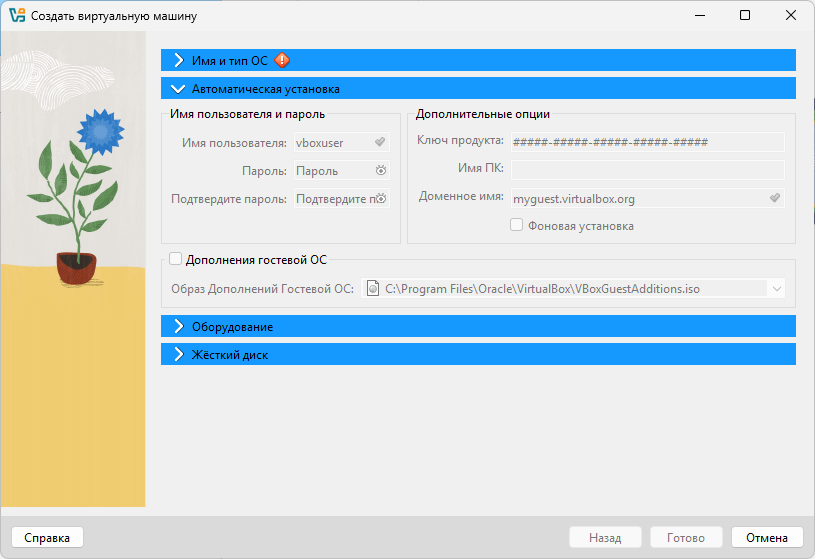 Создать виртуальную машину
Имя и тип ОС
Автоматическая установка
Имя пользователя и пароль
Имя пользователя: vboxuser
Пароль: Пароль
Подтвердите пароль: Подтвердите п
Дополнительные опции
Ключ продукта: #####-#####-#####-#####-#####
Имя ПК:
Доменное имя: myguest.virtualbox.org
Фоновая установка
Дополнения гостевой ОС
Образ Дополнений Гостевой ОС: C:\Program Files\Oracle\VirtualBox\VBoxGuestAdditions.iso
Оборудование
Жёсткий диск
Справка Назад Готово Отмена